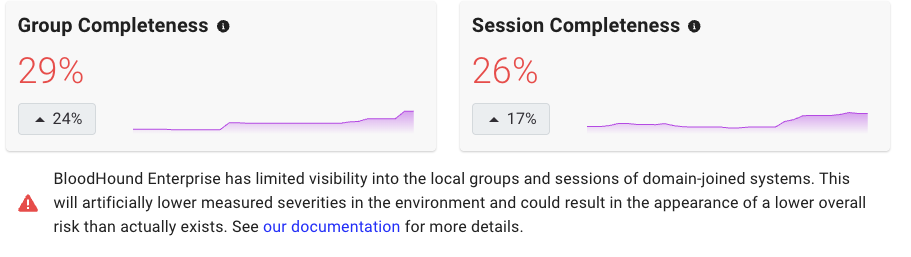 Group Completeness
29%
24%
Session Completeness
26%
17%
BloodHound Enterprise has limited visibility into the local groups and sessions of domain-joined systems. This
will artificially lower measured severities in the environment and could result in the appearance of a lower overall
risk than actually exists. See our documentation for more details.